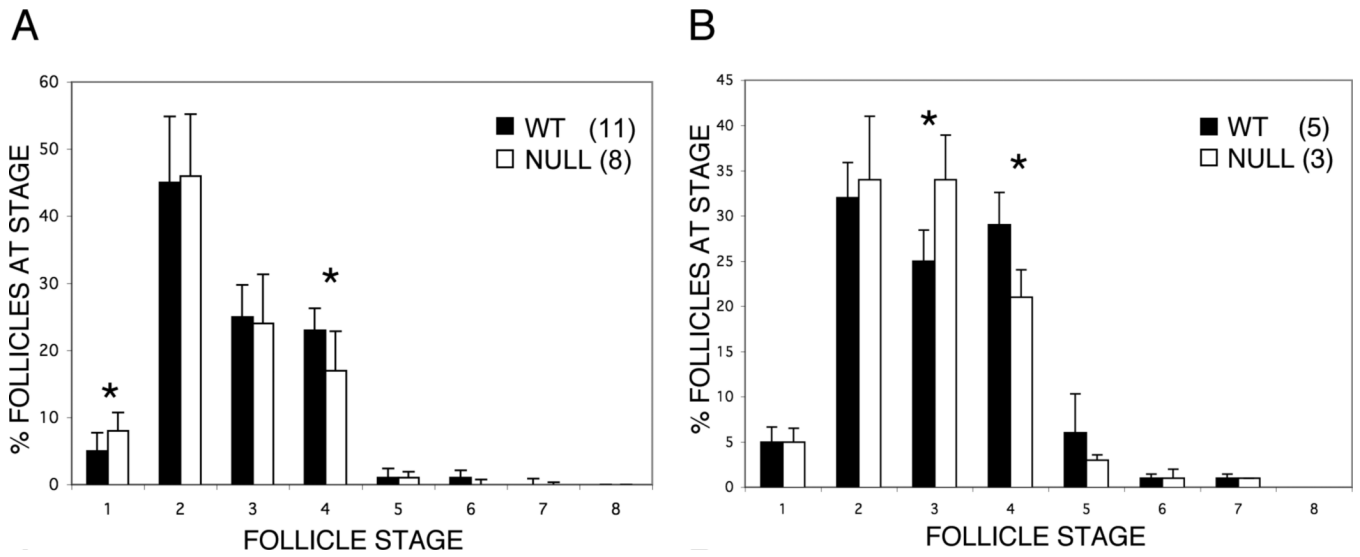 A
% FOLLICLES AT STAGE
60
50
40
30
20
10
0
WT (11)
NULL (8)
*
*
1 2 3 4 5 6 7 8
FOLLICLE STAGE
B
% FOLLICLES AT STAGE
45
40
35
30
25
20
15
10
5
0
WT (5)
NULL (3)
*
*
1 2 3 4 5 6 7 8
FOLLICLE STAGE